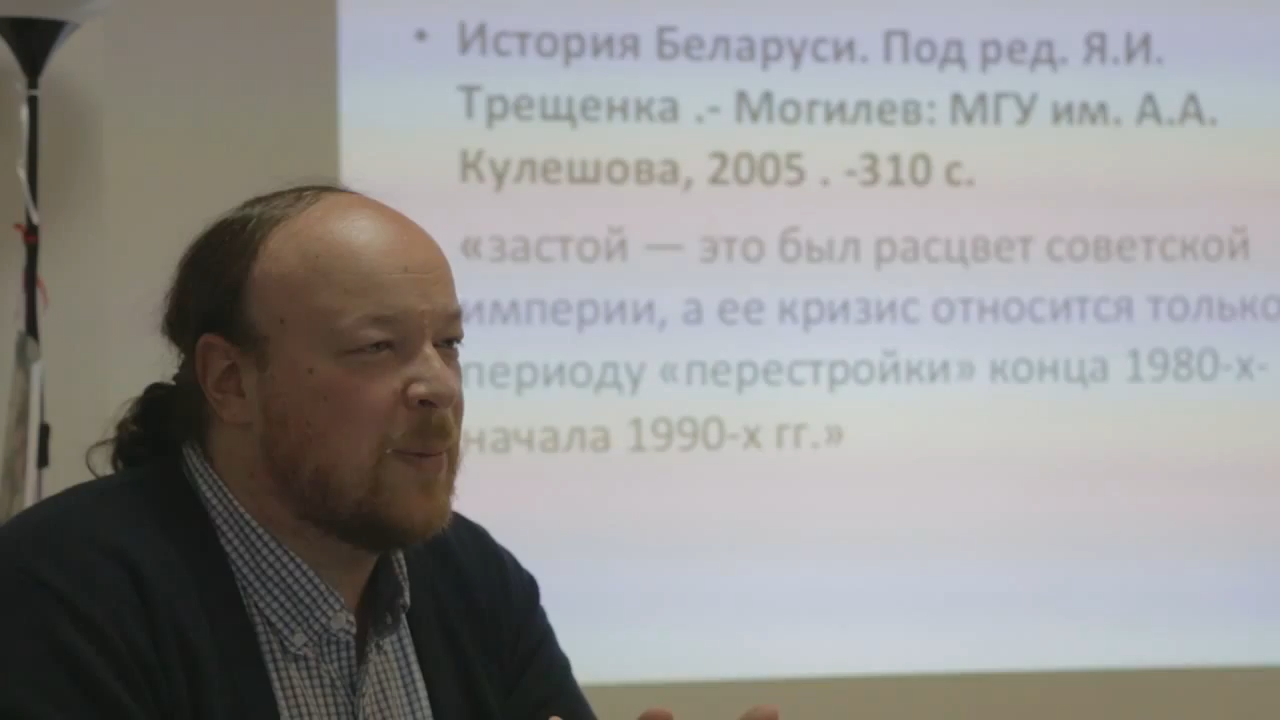 • История Беларуси. Под ред. Я.И.
Трещенка .- Могилев: МГУ им. А.А.
Кулешова, 2005 . -310 с.
«застой — это был расцвет советской
империи, а ее кризис относится только
периоду «перестройки» конца 1980-х-
начала 1990-х гг.»